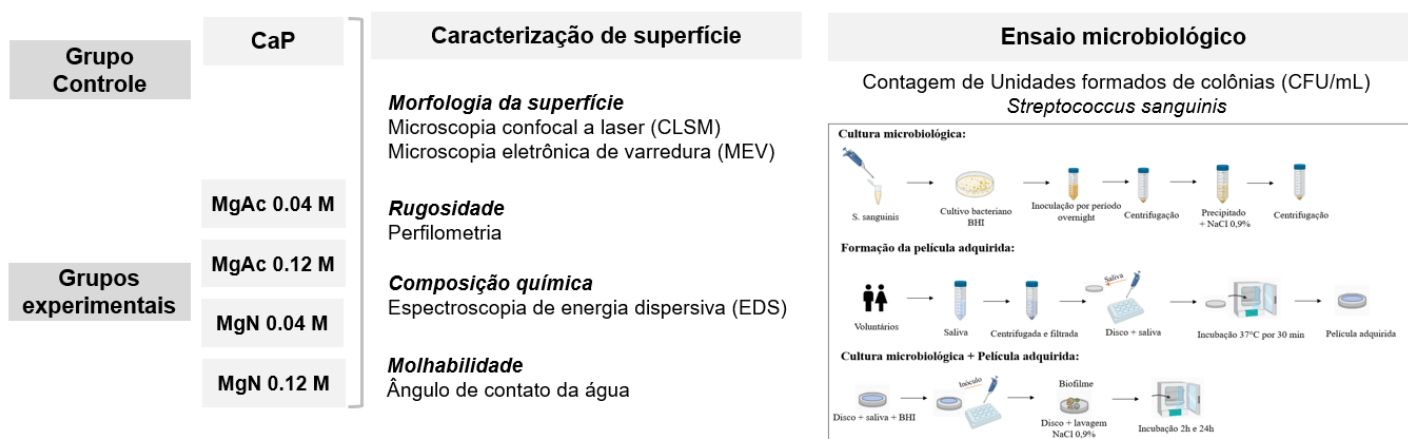 Grupo
Controle
CaP
Grupos
experimentais
MgAc 0.04 M
MgAc 0.12 M
MgN 0.04 M
MgN 0.12 M
Caracterização de superfície
Morfologia da superfície
Microscopia confocal a laser (CLSM)
Microscopia eletrônica de varredura (MEV)
Rugosidade
Perfilometria
Composição química
Espectroscopia de energia dispersiva (EDS)
Molhabilidade
Ângulo de contato da água
Ensaio microbiológico
Contagem de Unidades formados de colônias (CFU/mL)
Streptococcus sanguinis
Cultura microbiológica:
S. sanguinis
Cultivo bacteriano
BHI
Inoculação por período
overnight
Centrifugação
Precipitado
+ NaCl 0,9%
Centrifugação
Formação da película adquirida:
Voluntários
Saliva
Centrifugada e filtrada
Saliva
Disco + saliva
Incubação 37°C por 30 min
Película adquirida
Cultura microbiológica + Película adquirida:
Disco + saliva + BHI
Inóculo
Biofilme
Disco + lavagem
NaCl 0,9%
Incubação 2h e 24h